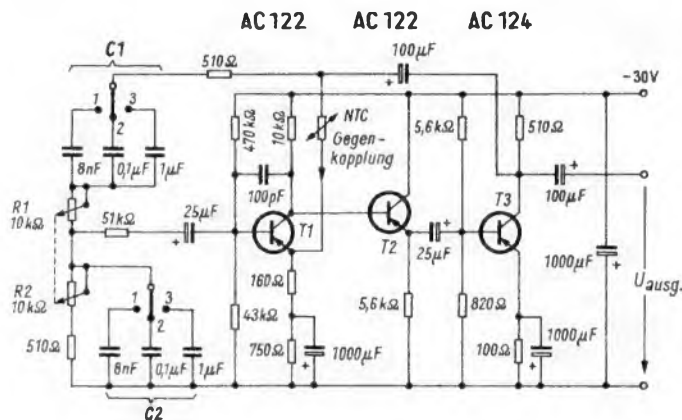 AC 122 AC 122 AC 124
C1
510Ω
100µF
+
-30V
1 3
2
8nF 0,1µF 1µF
470kΩ
10kΩ
NTC
Gegen-
kopplung
5,6kΩ
510Ω
100pF
R1
10kΩ
51kΩ
25µF
+
T1
T2
25µF
+
T3
100µF
+
R2
10kΩ
1 3
2
510Ω
8nF 0,1µF 1µF
C2
160Ω
43kΩ
750Ω
1000µF
+
5,6kΩ
820Ω
100Ω
1000µF
+
1000µF
+
Uausg.